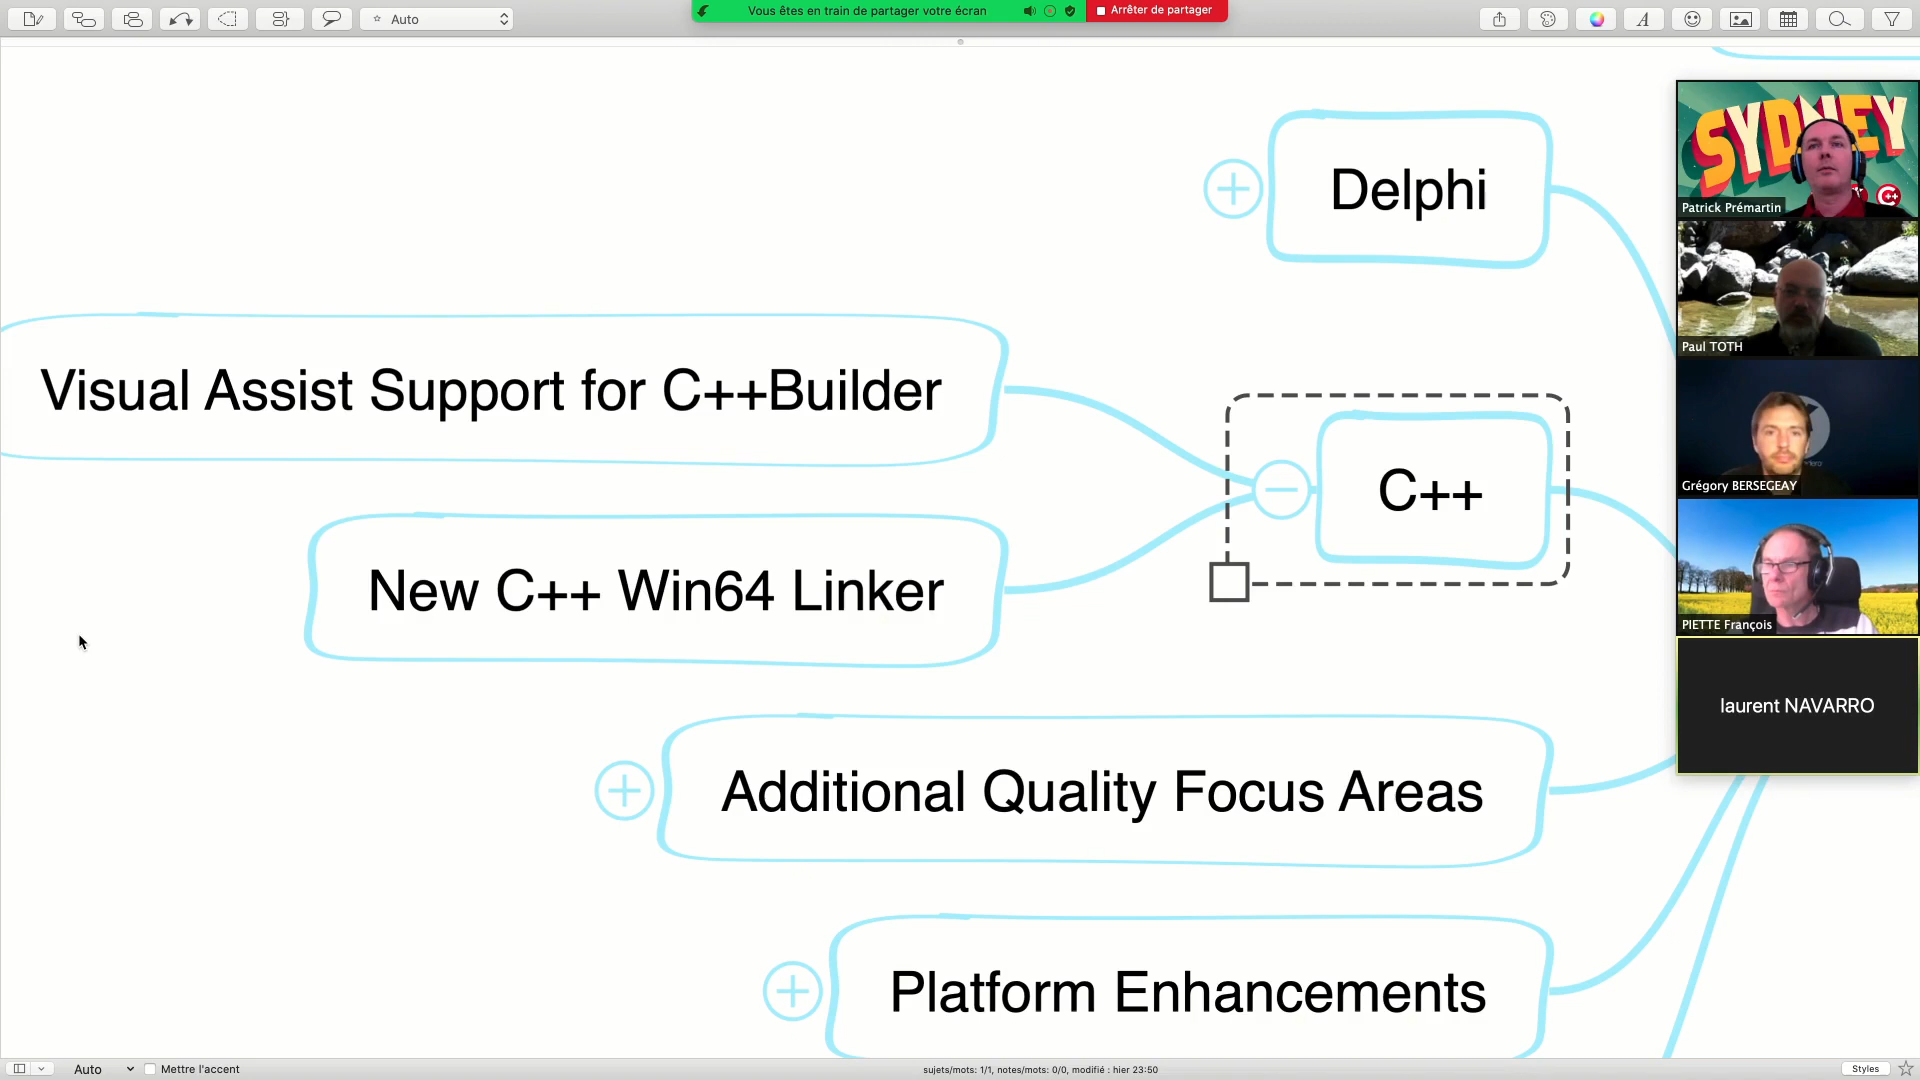 Auto
Vous êtes en train de partager votre écran
Arrêter de partager
A
SYDNEY
Patrick Prémartin
Delphi
Paul TOTH
Visual Assist Support for C++Builder
C++
Grégory BERSEGEAY
New C++ Win64 Linker
PIETTE François
laurent NAVARRO
Additional Quality Focus Areas
Platform Enhancements
Auto
Mettre l'accent
sujets/mots: 1/1, notes/mots: 0/0, modifié : hier 23:50
Styles